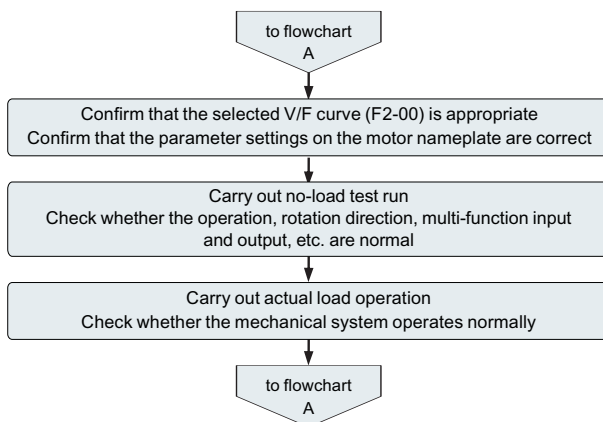 to flowchart
A
Confirm that the selected V/F curve (F2-00) is appropriate
Confirm that the parameter settings on the motor nameplate are correct
Carry out no-load test run
Check whether the operation, rotation direction, multi-function input
and output, etc. are normal
Carry out actual load operation
Check whether the mechanical system operates normally
to flowchart
A